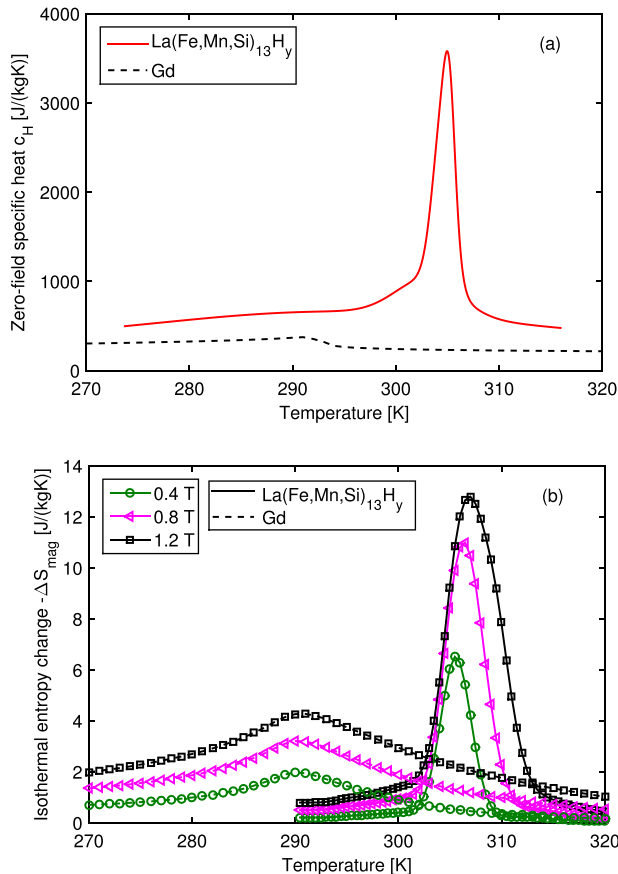 (a)
La(Fe,Mn,Si)13Hy
Gd
Zero-field specific heat cH [J/(kgK)]
4000
3000
2000
1000
0
270 280 290 300 310 320
Temperature [K]
(b)
0.4 T
0.8 T
1.2 T
La(Fe,Mn,Si)13Hy
Gd
Isothermal entropy change -ΔSmag [J/(kgK)]
14
12
10
8
6
4
2
0
270 280 290 300 310 320
Temperature [K]